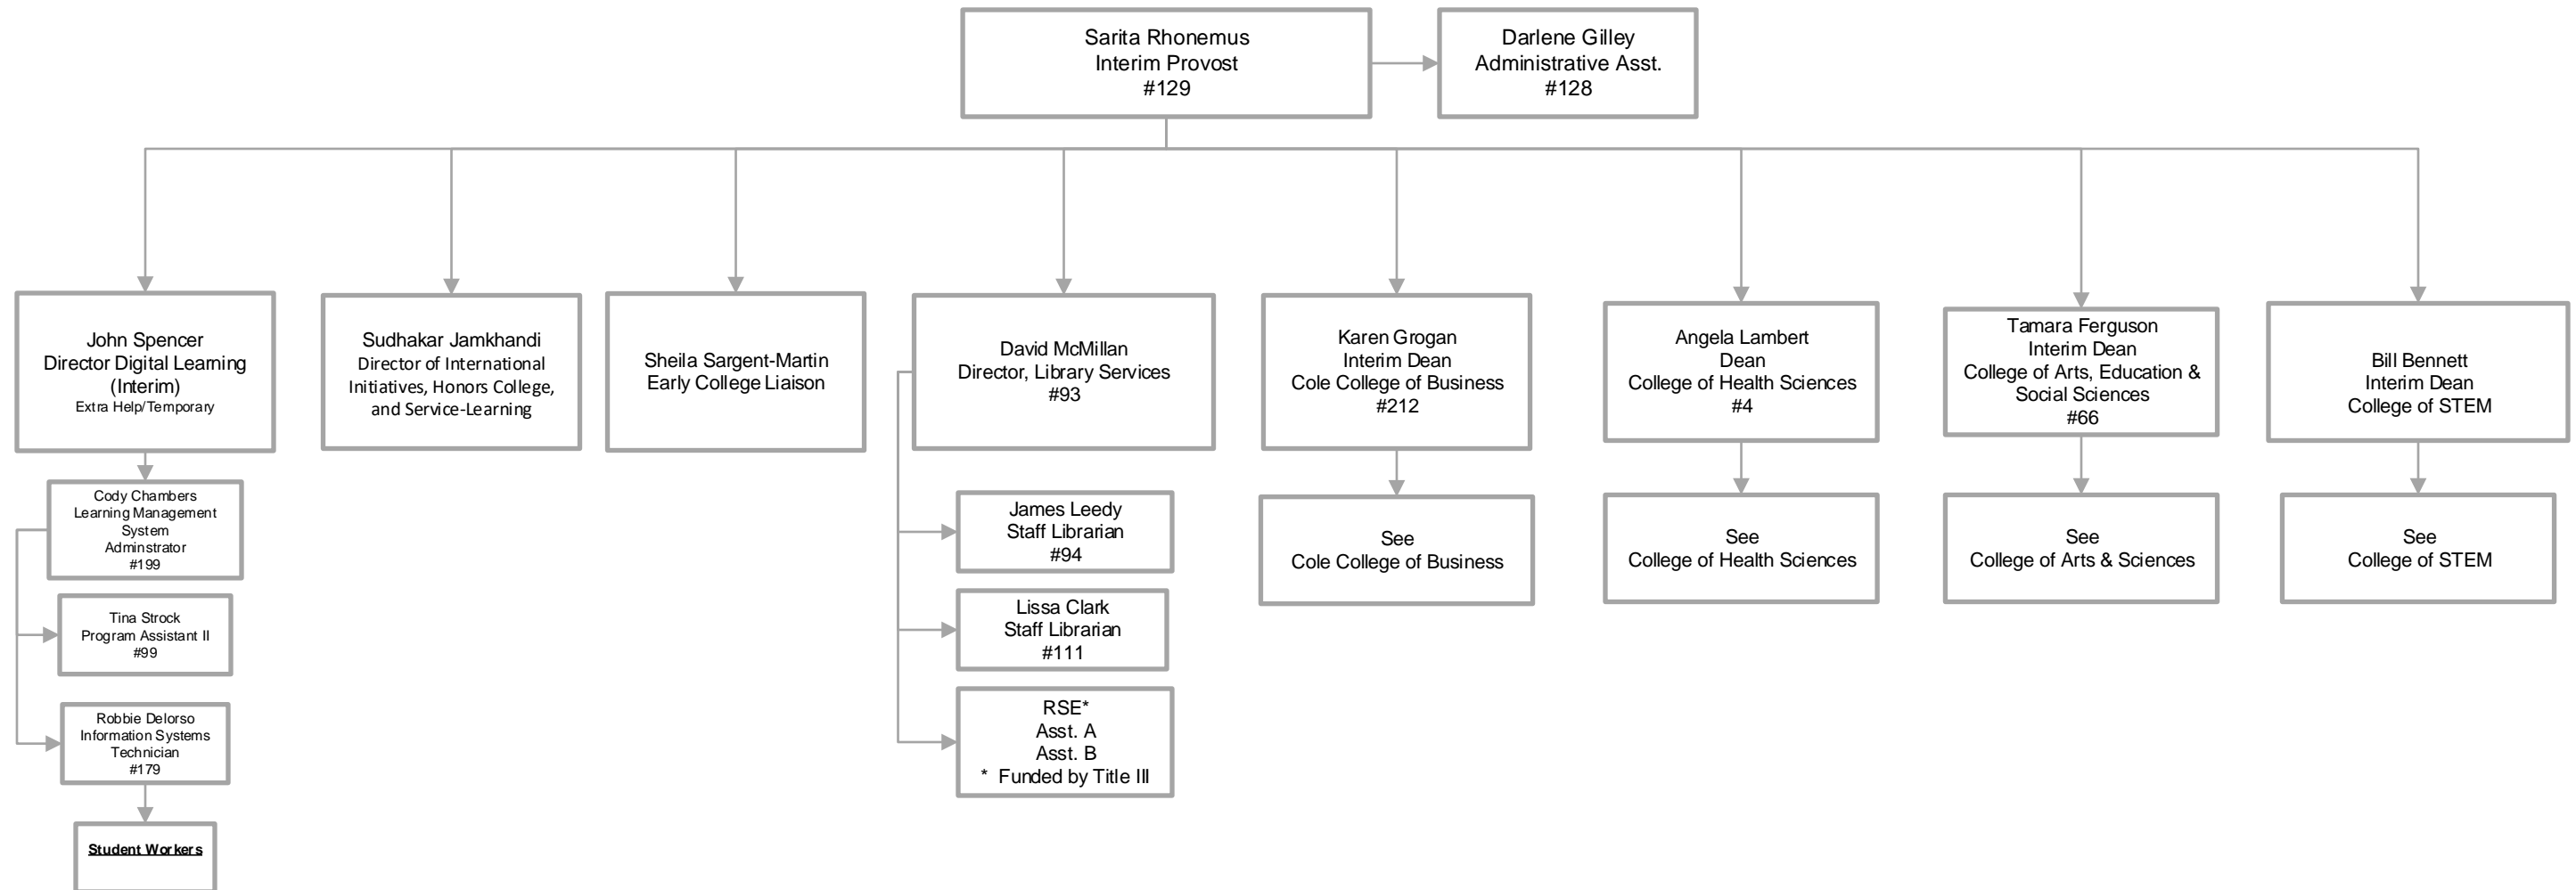 Sarita Rhonemus
Interim Provost
#129
Darlene Gilley
Administrative Asst.
#128
John Spencer
Director Digital Learning
(Interim)
Extra Help/Temporary
Sudhakar Jamkhandi
Director of International
Initiatives, Honors College,
and Service-Learning
Sheila Sargent-Martin
Early College Liaison
David McMillan
Director, Library Services
#93
Karen Grogan
Interim Dean
Cole College of Business
#212
Angela Lambert
Dean
College of Health Sciences
#4
Tamara Ferguson
Interim Dean
College of Arts, Education &
Social Sciences
#66
Bill Bennett
Interim Dean
College of STEM
Cody Chambers
Learning Management
System
Adminstrator
#199
Tina Strock
Program Assistant II
#99
Robbie Delorso
Information Systems
Technician
#179
Student Workers
James Leedy
Staff Librarian
#94
Lissa Clark
Staff Librarian
#111
RSE*
Asst. A
Asst. B
* Funded by Title III
See
Cole College of Business
See
College of Health Sciences
See
College of Arts & Sciences
See
College of STEM